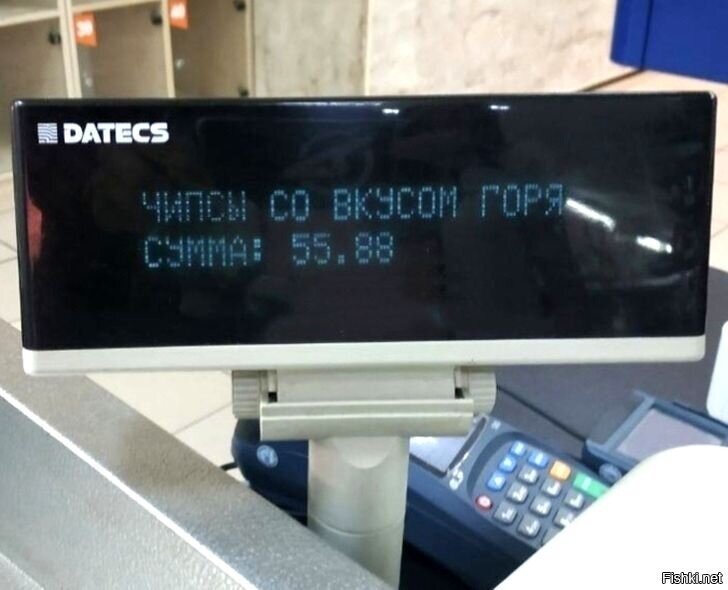 DATECS
ЧИПСЫ СО ВКУСОМ ГОРЯ
СУММА: 55.88
Fishki.net